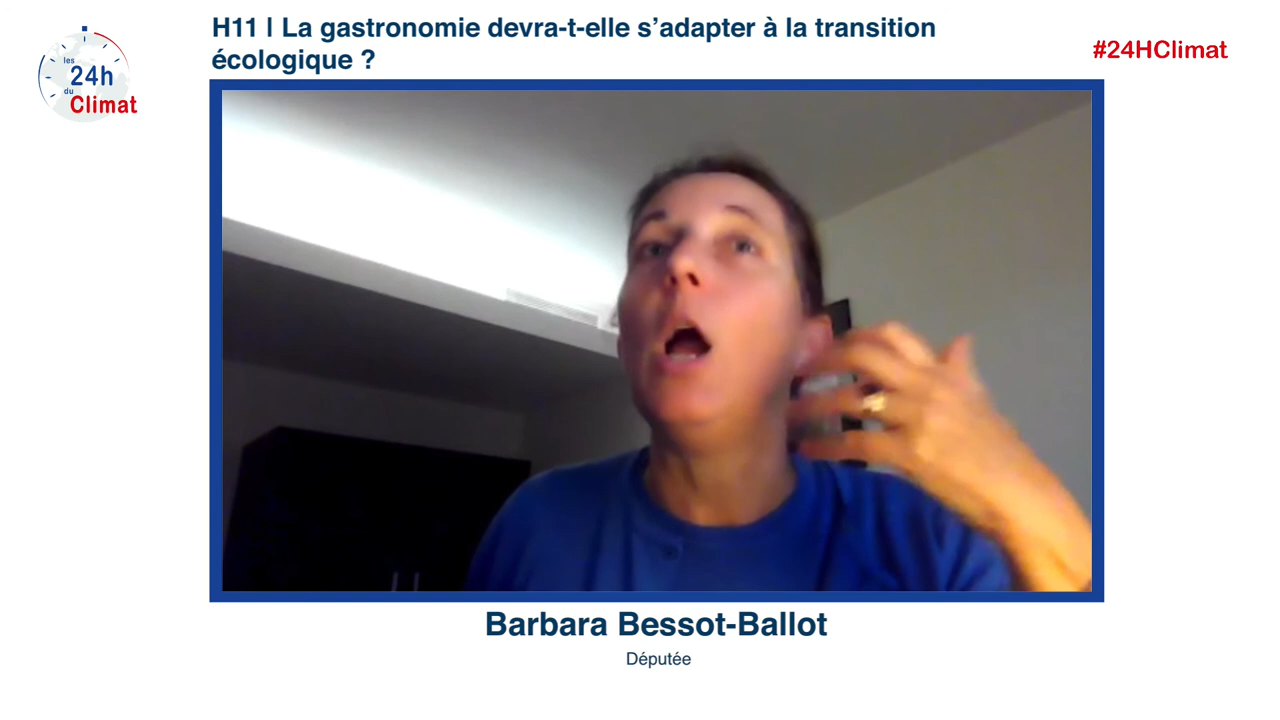 H11 | La gastronomie devra-t-elle s’adapter à la transition
écologique ?
#24HClimat
les
24h
du
Climat
Barbara Bessot-Ballot
Députée